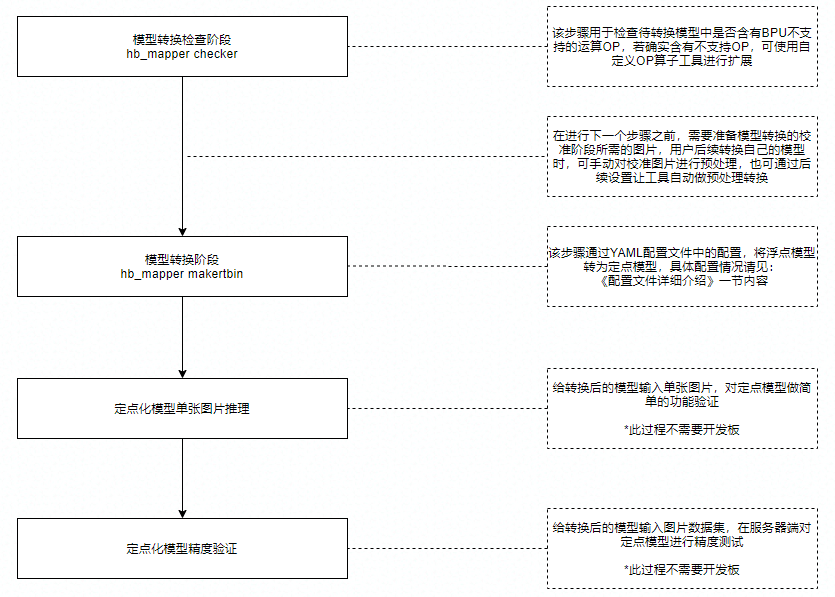 模型转换检查阶段
hb_mapper checker
该步骤用于检查待转换模型中是否含有BPU不支
持的运算OP，若确实含有不支持OP，可使用自
定义OP算子工具进行扩展
在进行下一个步骤之前，需要准备模型转换的校
准阶段所需的图片，用户后续转换自己的模型
时，可手动对校准图片进行预处理，也可通过后
续设置让工具自动做预处理转换
模型转换阶段
hb_mapper makertbin
该步骤通过YAML配置文件中的配置，将浮点模型
转为定点模型，具体配置情况请见：
《配置文件详细介绍》一节内容
定点化模型单张图片推理
给转换后的模型输入单张图片，对定点模型做简
单的功能验证
*此过程不需要开发板
定点化模型精度验证
给转换后的模型输入图片数据集，在服务器端对
定点模型进行精度测试
*此过程不需要开发板